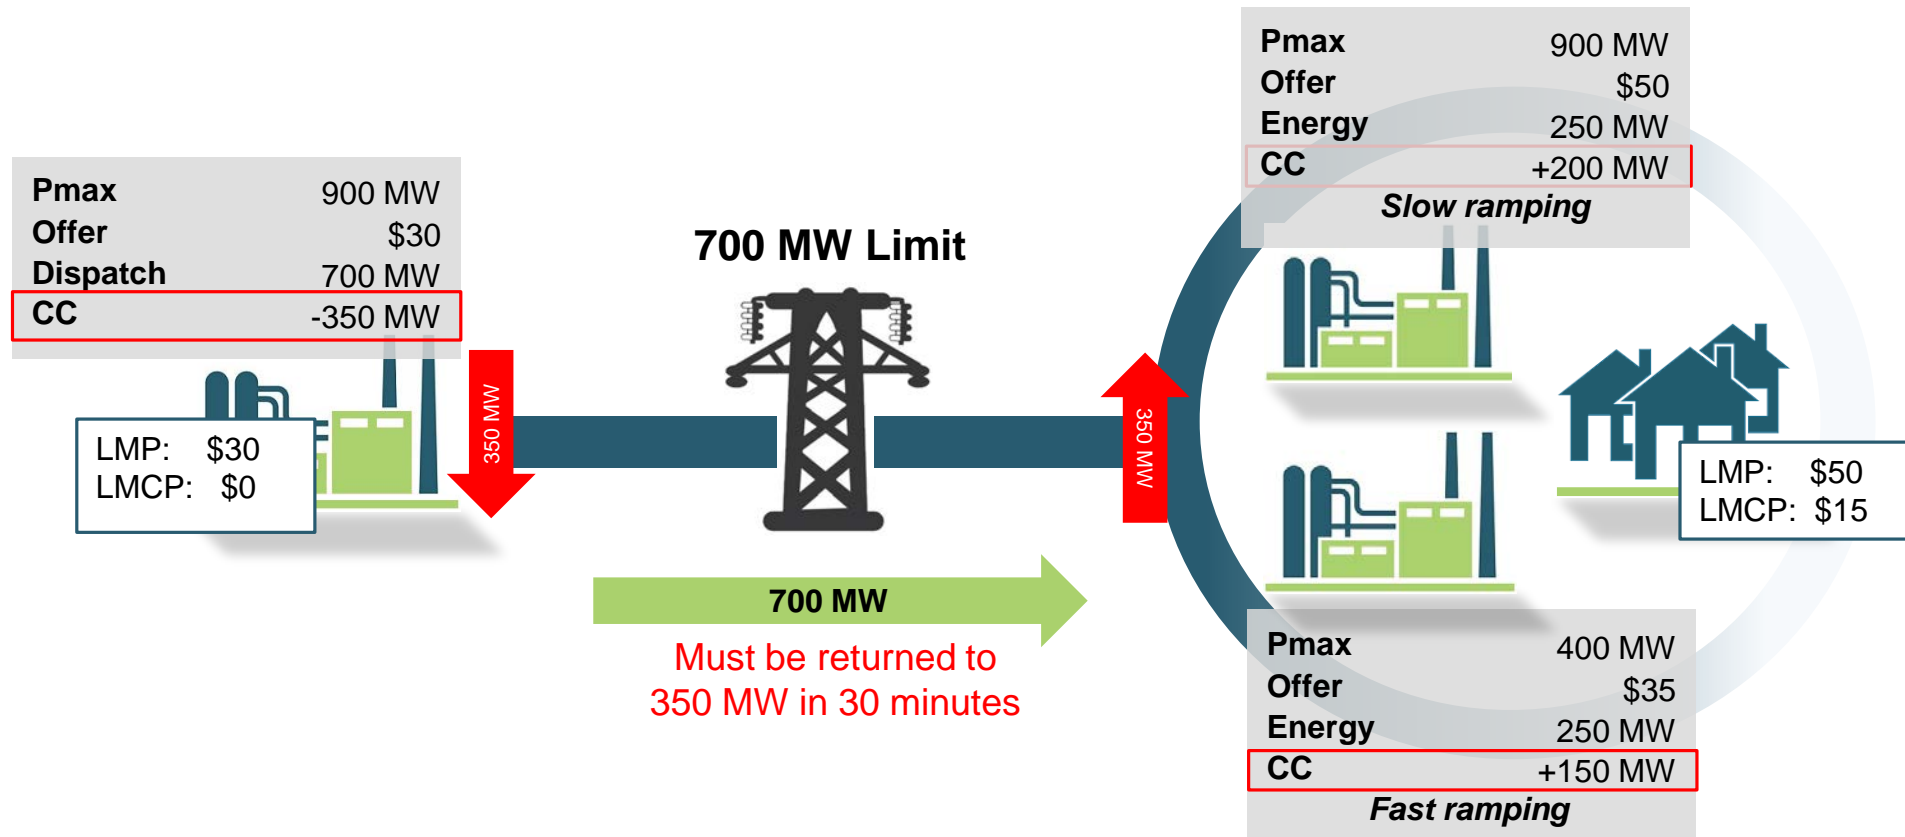 Pmax 900 MW
Offer $30
Dispatch 700 MW
CC -350 MW
LMP: $30
LMCP: $0
350 MW
700 MW Limit
700 MW
Must be returned to
350 MW in 30 minutes
350 MW
Pmax 900 MW
Offer $50
Energy 250 MW
CC +200 MW
Slow ramping
LMP: $50
LMCP: $15
Pmax 400 MW
Offer $35
Energy 250 MW
CC +150 MW
Fast ramping